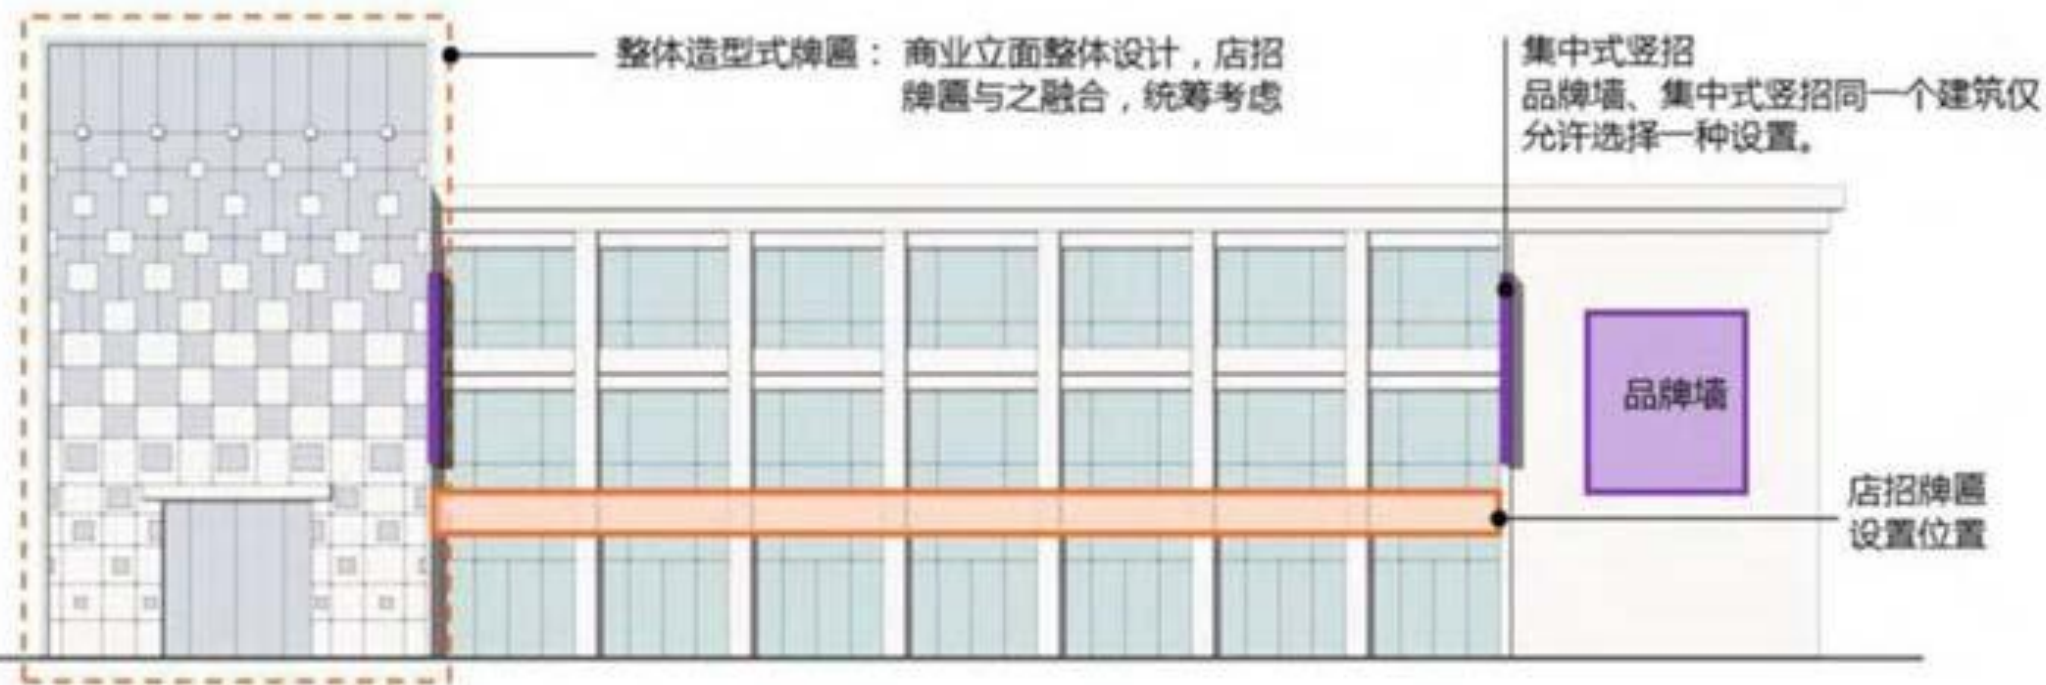 整体造型式牌匾：商业立面整体设计，店招
牌匾与之融合，统筹考虑
集中式竖招
品牌墙、集中式竖招同一个建筑仅
允许选择一种设置。
品牌墙
店招牌匾
设置位置